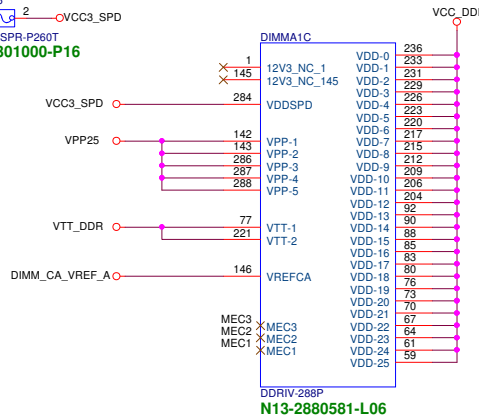 2
VCC3_SPD
VCC_DD
SPR-P260T
801000-P16
DIMMA1C
1
12V3_NC_1
145
12V3_NC_145
VCC3_SPD
284
VDDSPD
VPP25
142
VPP-1
143
VPP-2
286
VPP-3
287
VPP-4
288
VPP-5
VTT_DDR
77
VTT-1
221
VTT-2
DIMM_CA_VREF_A
146
VREFCA
MEC3
MEC3
MEC2
MEC2
MEC1
MEC1
VDD-0
236
VDD-1
233
VDD-2
231
VDD-3
229
VDD-4
226
VDD-5
223
VDD-6
220
VDD-7
217
VDD-8
215
VDD-9
212
VDD-10
209
VDD-11
206
VDD-12
204
VDD-13
92
VDD-14
90
VDD-15
88
VDD-16
85
VDD-17
83
VDD-18
80
VDD-19
76
VDD-20
73
VDD-21
70
VDD-22
67
VDD-23
64
VDD-24
61
VDD-25
59
DDRIV-288P
N13-2880581-L06